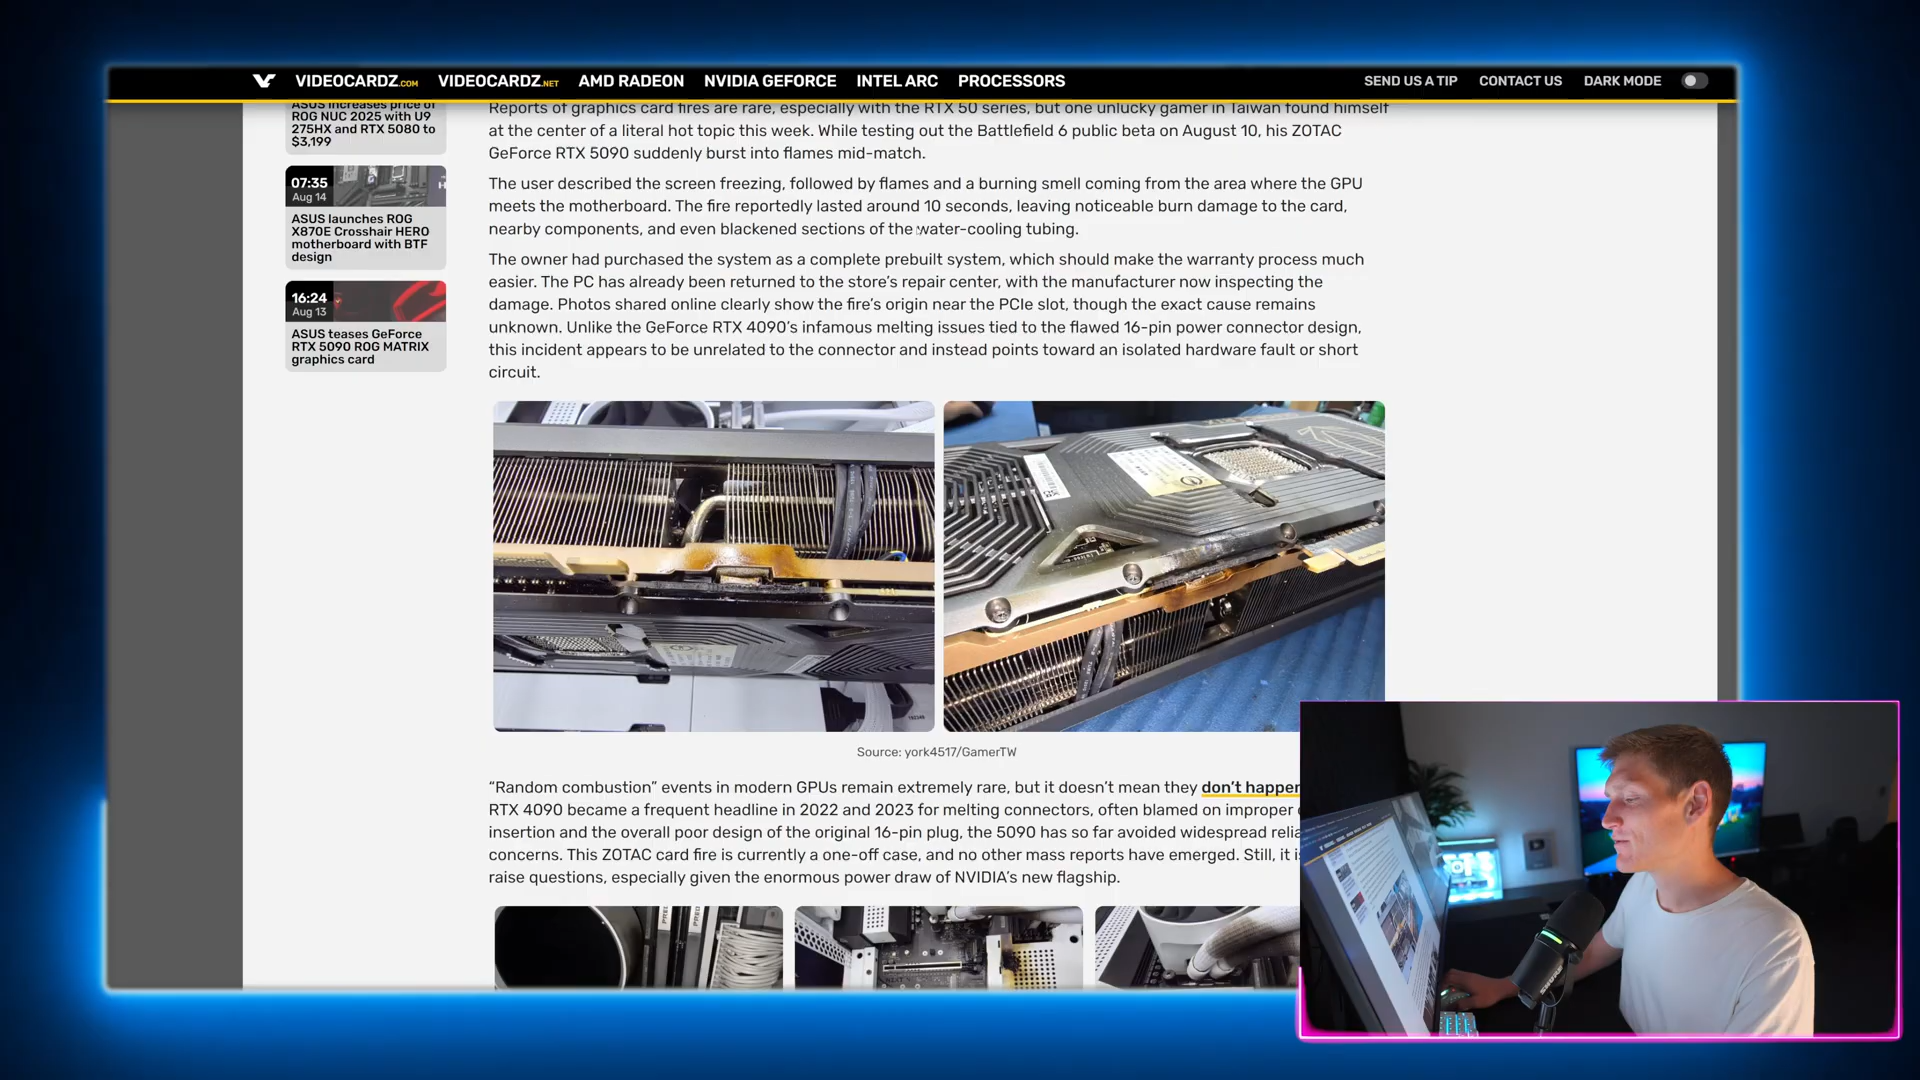 VIDEOCARDZ.COM VIDEOCARDZ.NET AMD RADEON NVIDIA GEFORCE INTEL ARC PROCESSORS SEND US A TIP CONTACT US DARK MODE
ASUS increases price of
ROG NUC 2025 with U9
275HX and RTX 5080 to
$3,199
07:35
Aug 14
ASUS launches ROG
X870E Crosshair HERO
motherboard with BTF
design
16:24
Aug 13
ASUS teases GeForce
RTX 5090 ROG MATRIX
graphics card
Reports of graphics card fires are rare, especially with the RTX 50 series, but one unlucky gamer in Taiwan found himself
at the center of a literal hot topic this week. While testing out the Battlefield 6 public beta on August 10, his ZOTAC
GeForce RTX 5090 suddenly burst into flames mid-match.
The user described the screen freezing, followed by flames and a burning smell coming from the area where the GPU
meets the motherboard. The fire reportedly lasted around 10 seconds, leaving noticeable burn damage to the card,
nearby components, and even blackened sections of the water-cooling tubing.
The owner had purchased the system as a complete prebuilt system, which should make the warranty process much
easier. The PC has already been returned to the store’s repair center, with the manufacturer now inspecting the
damage. Photos shared online clearly show the fire’s origin near the PCIe slot, though the exact cause remains
unknown. Unlike the GeForce RTX 4090’s infamous melting issues tied to the flawed 16-pin power connector design,
this incident appears to be unrelated to the connector and instead points toward an isolated hardware fault or short
circuit.
Source: york4517/GamerTW
“Random combustion” events in modern GPUs remain extremely rare, but it doesn’t mean they don’t happen
RTX 4090 became a frequent headline in 2022 and 2023 for melting connectors, often blamed on improper
insertion and the overall poor design of the original 16-pin plug, the 5090 has so far avoided widespread
concerns. This ZOTAC card fire is currently a one-off case, and no other mass reports have emerged. Still, it
raise questions, especially given the enormous power draw of NVIDIA’s new flagship.